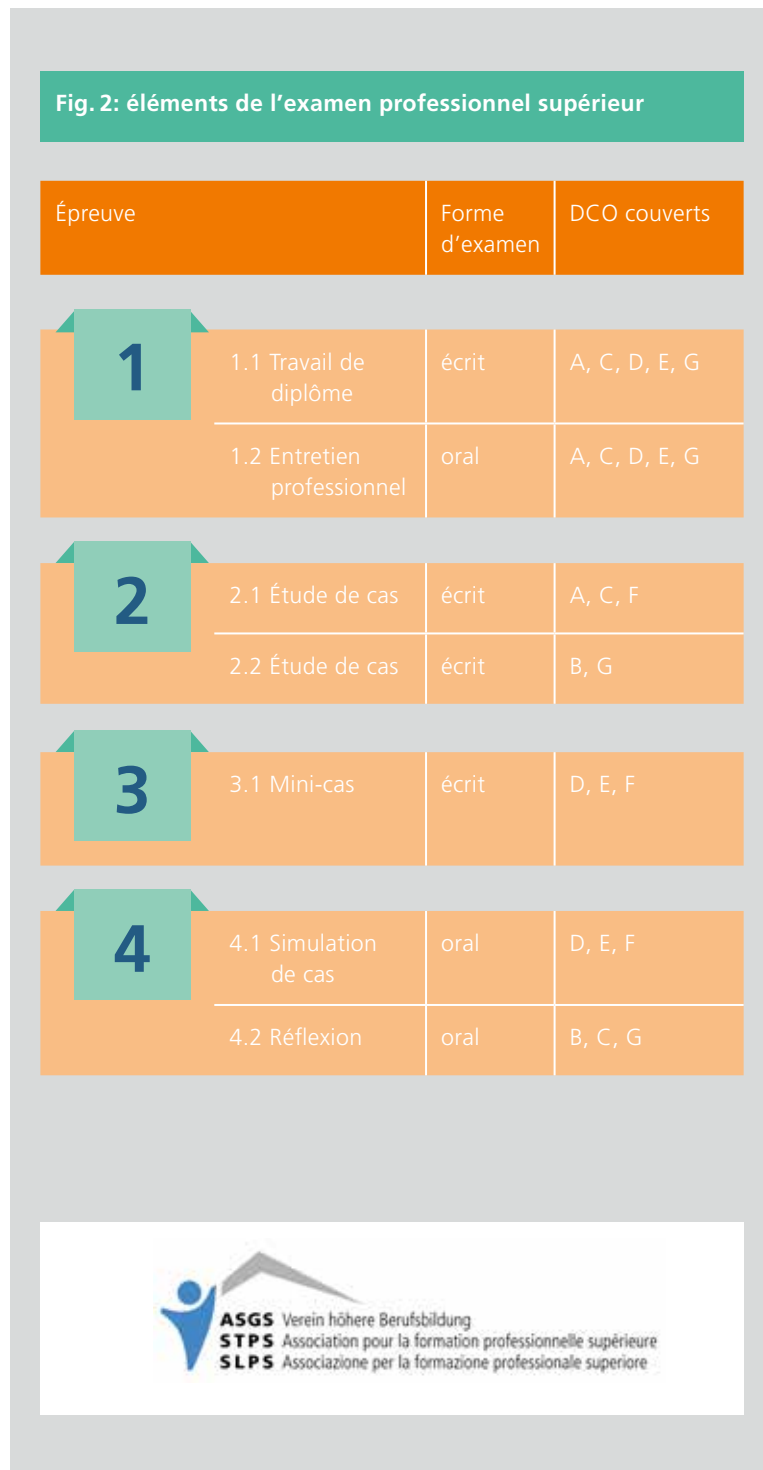 Fig. 2: éléments de l'examen professionnel supérieur
Épreuve
Forme d'examen
DCO couverts
1
1.1 Travail de
diplôme
écrit
A, C, D, E, G
1.2 Entretien
professionnel
oral
A, C, D, E, G
2
2.1 Étude de cas
écrit
A, C, F
2.2 Étude de cas
écrit
B, G
3
3.1 Mini-cas
écrit
D, E, F
4
4.1 Simulation
de cas
oral
D, E, F
4.2 Réflexion
oral
B, C, G
ASGS Verein höhere Berufsbildung
STPS Association pour la formation professionnelle supérieure
SLPS Associazione per la formazione professionale superiore